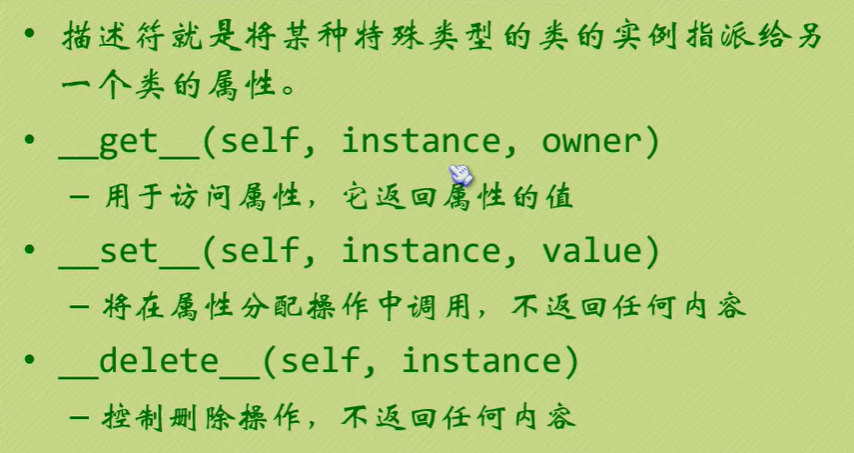 • 描述符就是将某种特殊类型的类的实例指派给另
一个类的属性。
• __get__(self, instance, owner)
– 用于访问属性，它返回属性的值
• __set__(self, instance, value)
– 将在属性分配操作中调用，不返回任何内容
• __delete__(self, instance)
– 控制删除操作，不返回任何内容